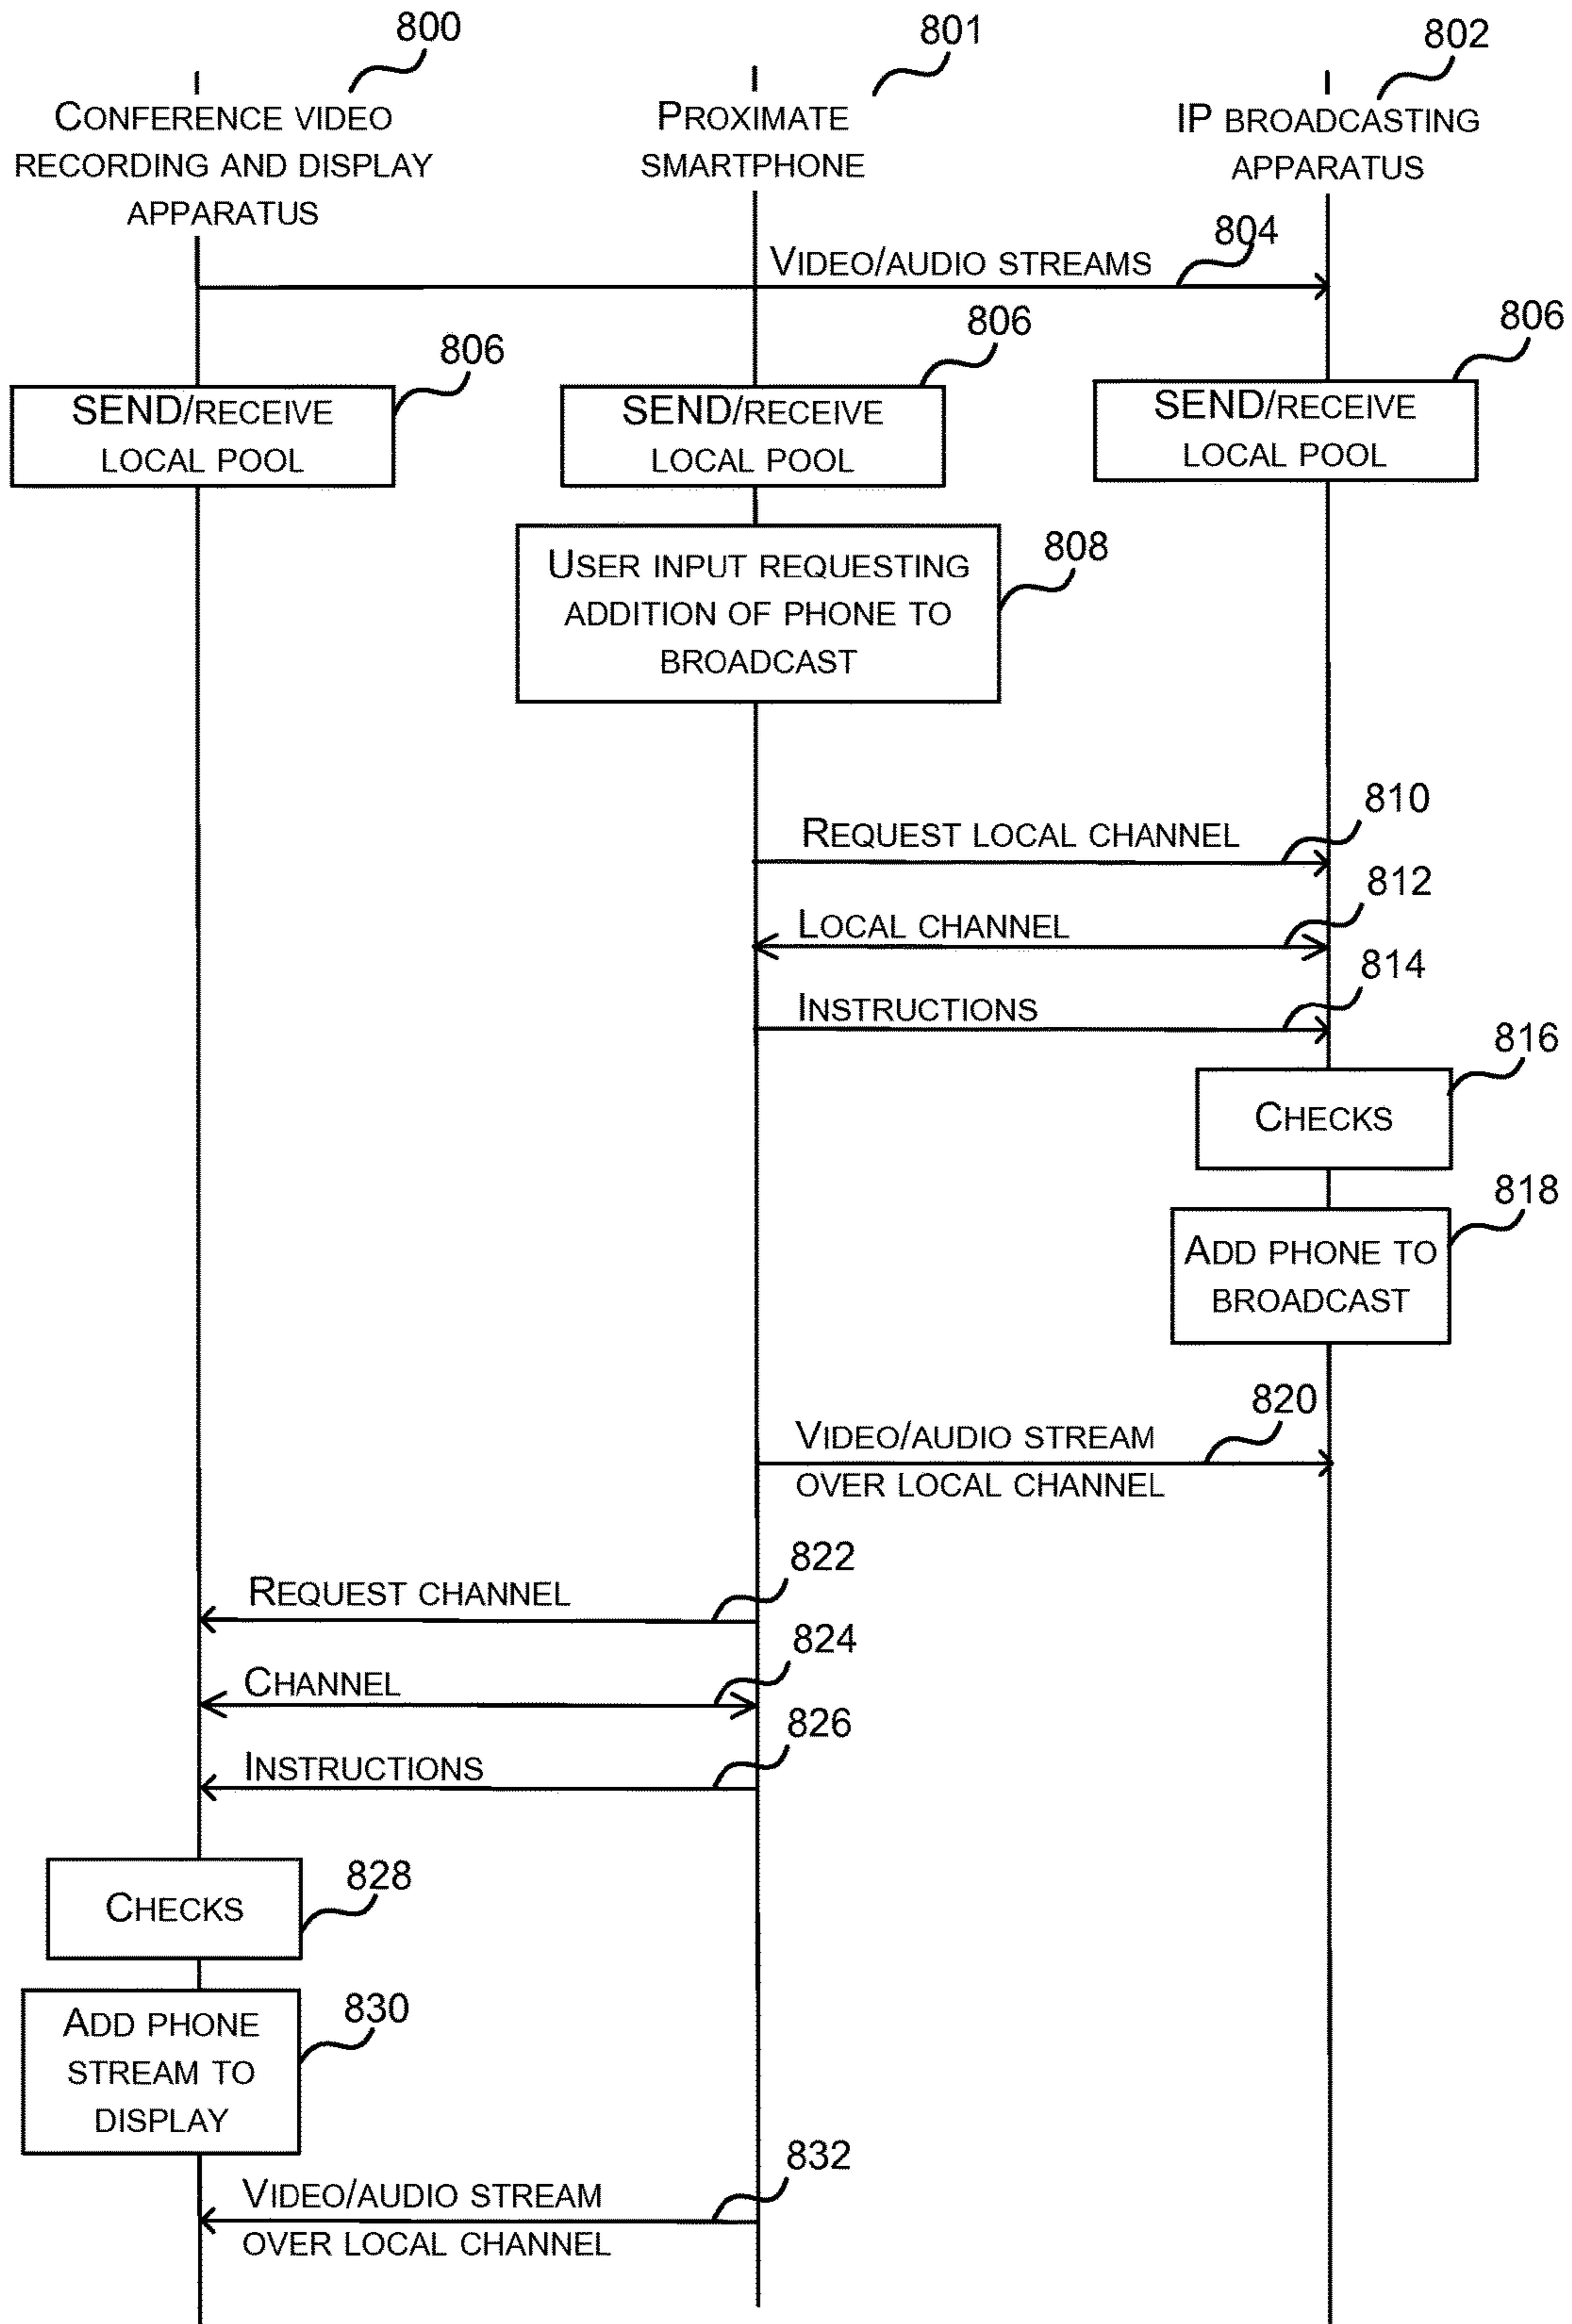 800
801
802
CONFERENCE VIDEO
RECORDING AND DISPLAY
APPARATUS
PROXIMATE
SMARTPHONE
IP BROADCASTING
APPARATUS
VIDEO/AUDIO STREAMS
804
806
SEND/RECEIVE
LOCAL POOL
806
SEND/RECEIVE
LOCAL POOL
806
SEND/RECEIVE
LOCAL POOL
USER INPUT REQUESTING
ADDITION OF PHONE TO
BROADCAST
808
REQUEST LOCAL CHANNEL
810
LOCAL CHANNEL
812
INSTRUCTIONS
814
CHECKS
816
ADD PHONE TO
BROADCAST
818
VIDEO/AUDIO STREAM
OVER LOCAL CHANNEL
820
REQUEST CHANNEL
822
CHANNEL
824
INSTRUCTIONS
826
CHECKS
828
ADD PHONE
STREAM TO
DISPLAY
830
VIDEO/AUDIO STREAM
OVER LOCAL CHANNEL
832